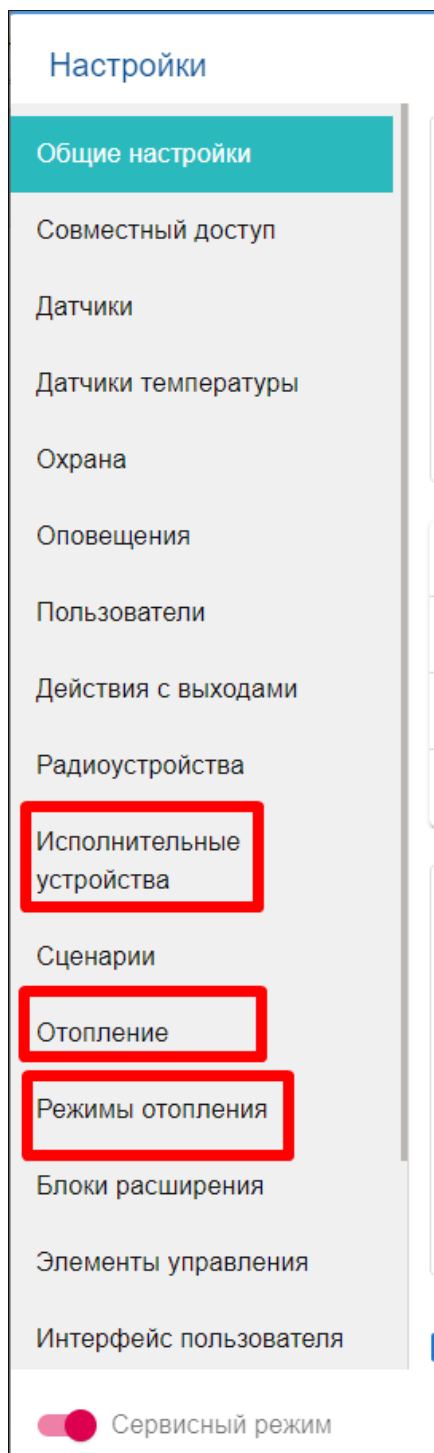 Настройки
Общие настройки
Совместный доступ
Датчики
Датчики температуры
Охрана
Оповещения
Пользователи
Действия с выходами
Радиоустройства
Исполнительные
устройства
Сценарии
Отопление
Режимы отопления
Блоки расширения
Элементы управления
Интерфейс пользователя
Сервисный режим